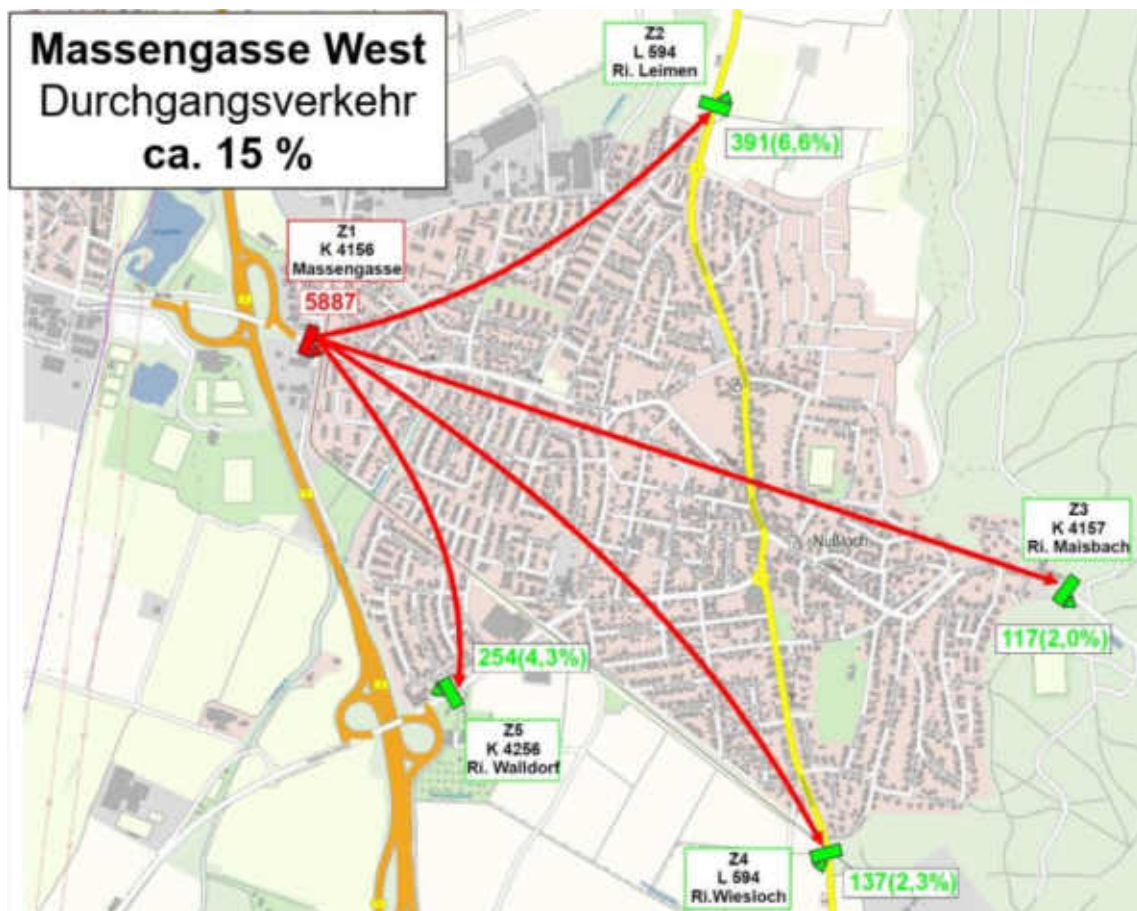 Massengasse West
Durchgangsverkehr
ca. 15 %
Z2
L 594
Ri. Leimen
391(6,6%)
Z1
K 4156
Massengasse
5887
Z3
K 4157
Ri. Maisbach
Nußloch
117(2,0%)
254(4,3%)
Z5
K 4256
Ri. Walldorf
Z4
L 594
Ri.Wiesloch
137(2,3%)